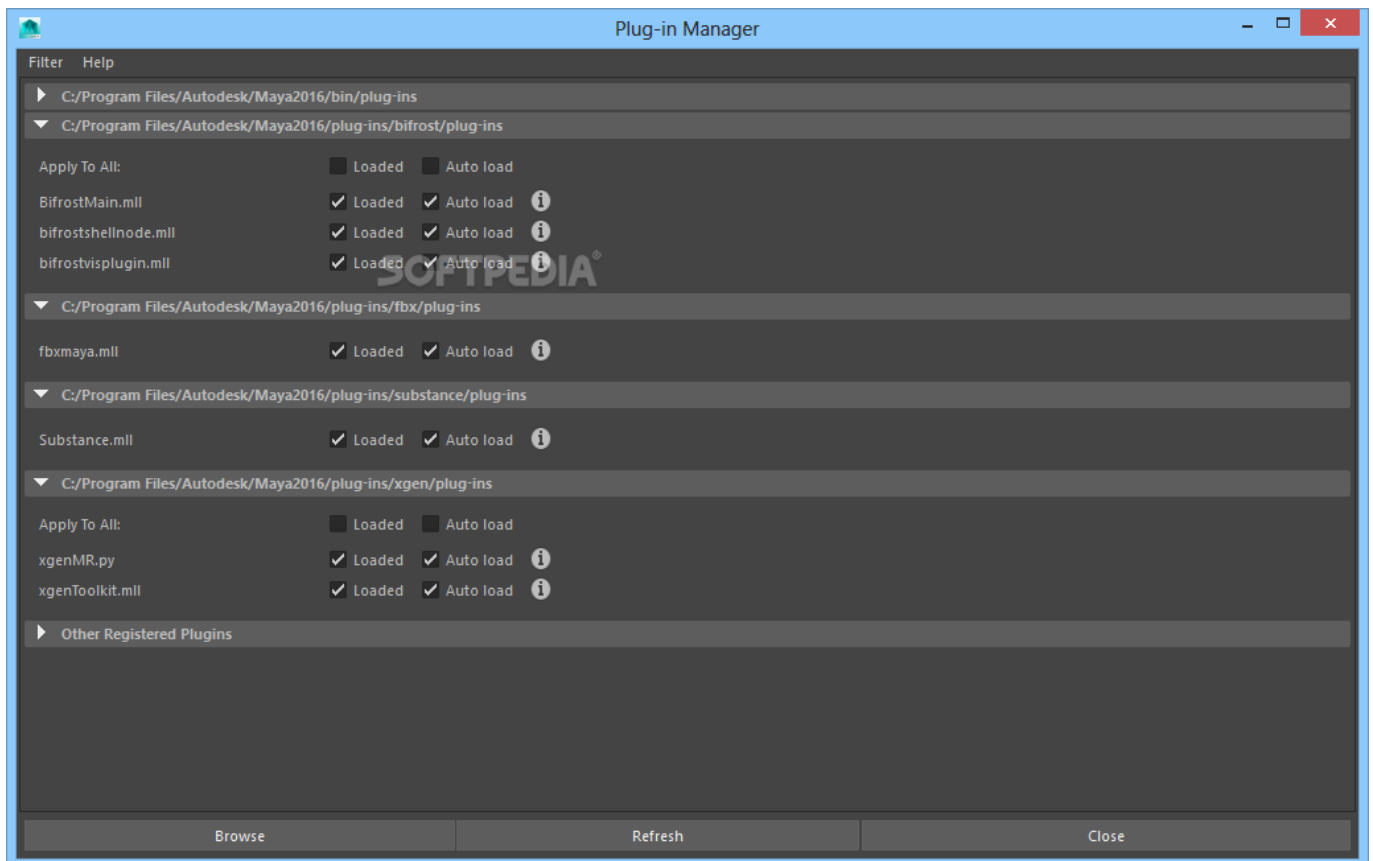 Plug-in Manager
Filter Help
C:/Program Files/Autodesk/Maya2016/bin/plug-ins
C:/Program Files/Autodesk/Maya2016/plug-ins/bifrost/plug-ins
Apply To All: Loaded Auto load
BifrostMain.mll Loaded Auto load
bifrostshellnode.mll Loaded Auto load
bifrostvisplugin.mll Loaded Auto load
SOFTPEDIA®
C:/Program Files/Autodesk/Maya2016/plug-ins/fbx/plug-ins
fbxmaya.mll Loaded Auto load
C:/Program Files/Autodesk/Maya2016/plug-ins/substance/plug-ins
Substance.mll Loaded Auto load
C:/Program Files/Autodesk/Maya2016/plug-ins/xgen/plug-ins
Apply To All: Loaded Auto load
xgenMR.py Loaded Auto load
xgenToolkit.mll Loaded Auto load
Other Registered Plugins
Browse Refresh Close